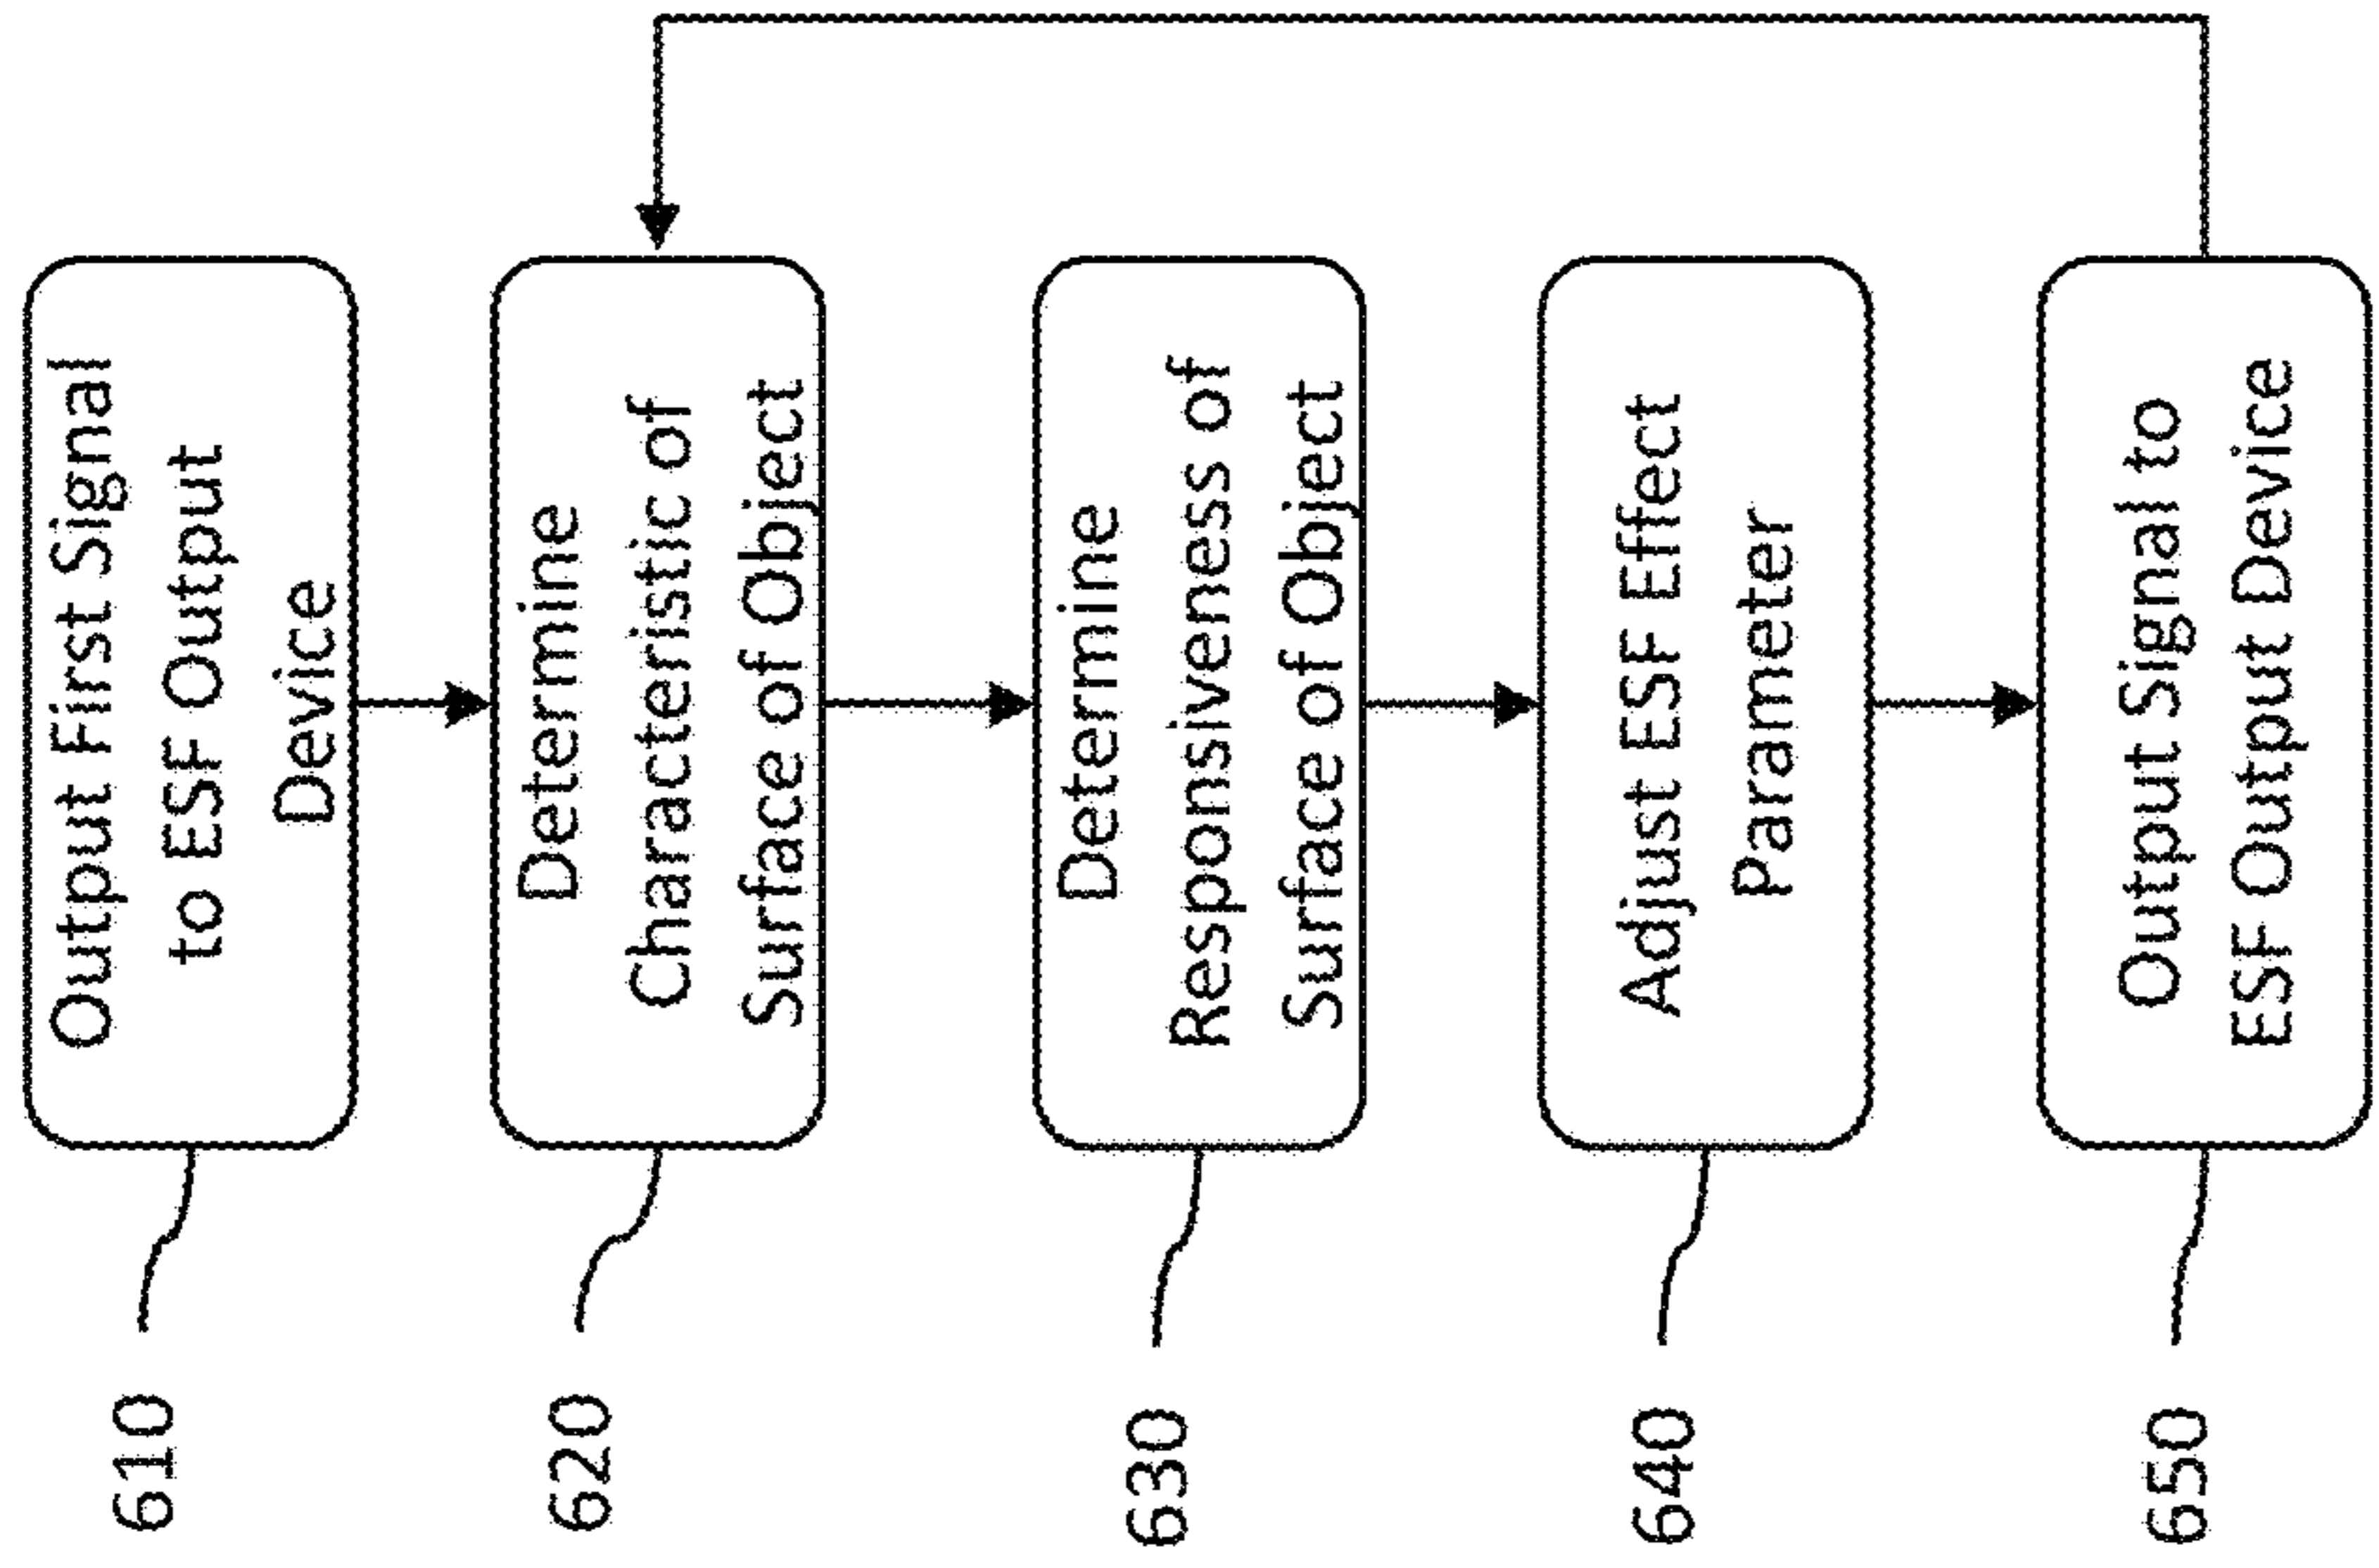 610
Output First Signal
to ESF Output
Device
620
Determine
Characteristic of
Surface of Object
630
Determine
Responsiveness of
Surface of Object
640
Adjust ESF Effect
Parameter
650
Output Signal to
ESF Output Device